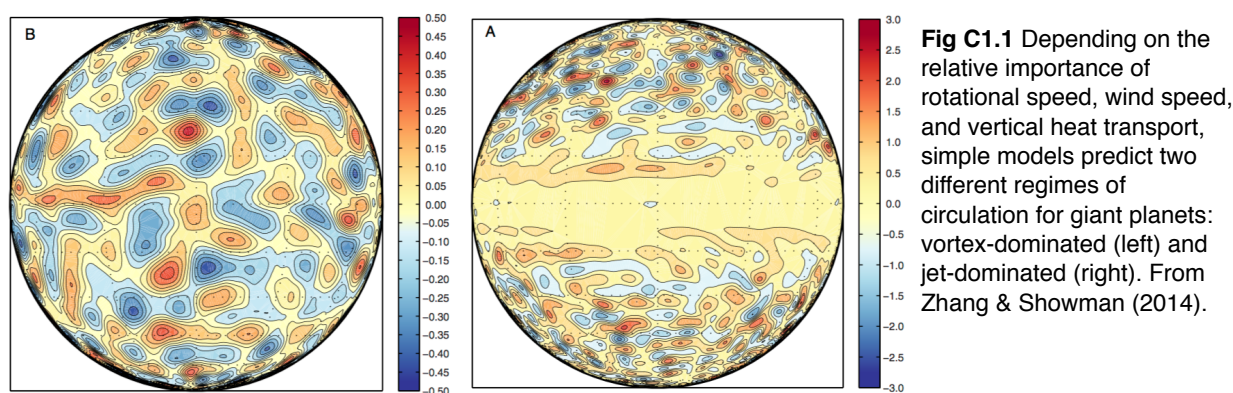 B
0.50
0.45
0.40
0.35
0.30
0.25
0.20
0.15
0.10
0.05
0.00
−0.05
−0.10
−0.15
−0.20
−0.25
−0.30
−0.35
−0.40
−0.45
−0.50
A
3.0
2.5
2.0
1.5
1.0
0.5
0.0
−0.5
−1.0
−1.5
−2.0
−2.5
−3.0
Fig C1.1 Depending on the
relative importance of
rotational speed, wind speed,
and vertical heat transport,
simple models predict two
different regimes of
circulation for giant planets:
vortex-dominated (left) and
jet-dominated (right). From
Zhang & Showman (2014).